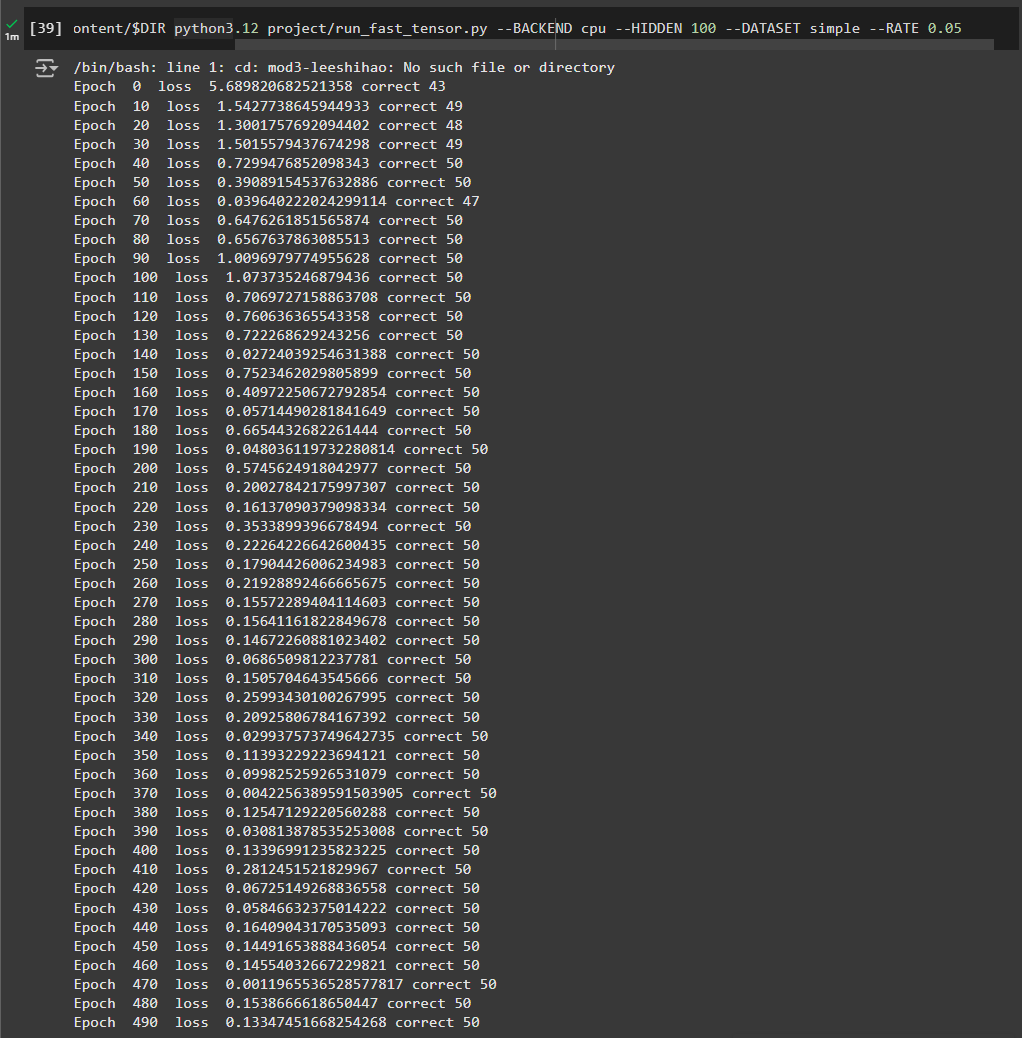 [39] ontent/$DIR python3.12 project/run_fast_tensor.py --BACKEND cpu --HIDDEN 100 --DATASET simple --RATE 0.05
1m
/bin/bash: line 1: cd: mod3-leeshihao: No such file or directory
Epoch  0  loss  5.689820682521358 correct 43
Epoch  10  loss  1.5427738645944933 correct 49
Epoch  20  loss  1.3001757692094402 correct 48
Epoch  30  loss  1.5015579437674298 correct 49
Epoch  40  loss  0.7299476852098343 correct 50
Epoch  50  loss  0.39089154537632886 correct 50
Epoch  60  loss  0.039640222024299114 correct 47
Epoch  70  loss  0.6476261851565874 correct 50
Epoch  80  loss  0.6567637863085513 correct 50
Epoch  90  loss  1.0096979774955628 correct 50
Epoch  100  loss  1.073735246879436 correct 50
Epoch  110  loss  0.7069727158863708 correct 50
Epoch  120  loss  0.760636365543358 correct 50
Epoch  130  loss  0.722268629243256 correct 50
Epoch  140  loss  0.02724039254631388 correct 50
Epoch  150  loss  0.7523462029805899 correct 50
Epoch  160  loss  0.40972250672792854 correct 50
Epoch  170  loss  0.05714490281841649 correct 50
Epoch  180  loss  0.6654432682261444 correct 50
Epoch  190  loss  0.048036119732280814 correct 50
Epoch  200  loss  0.5745624918042977 correct 50
Epoch  210  loss  0.20027842175997307 correct 50
Epoch  220  loss  0.16137090379098334 correct 50
Epoch  230  loss  0.3533899396678494 correct 50
Epoch  240  loss  0.22264226642600435 correct 50
Epoch  250  loss  0.17904426006234983 correct 50
Epoch  260  loss  0.21928892466665675 correct 50
Epoch  270  loss  0.15572289404114603 correct 50
Epoch  280  loss  0.15641161822849678 correct 50
Epoch  290  loss  0.14672260881023402 correct 50
Epoch  300  loss  0.0686509812237781 correct 50
Epoch  310  loss  0.1505704643545666 correct 50
Epoch  320  loss  0.25993430100267995 correct 50
Epoch  330  loss  0.20925806784167392 correct 50
Epoch  340  loss  0.029937573749642735 correct 50
Epoch  350  loss  0.11393229223694121 correct 50
Epoch  360  loss  0.09982525926531079 correct 50
Epoch  370  loss  0.0042256389591503905 correct 50
Epoch  380  loss  0.12547129220560288 correct 50
Epoch  390  loss  0.030813878535253008 correct 50
Epoch  400  loss  0.13396991235823225 correct 50
Epoch  410  loss  0.2812451521829967 correct 50
Epoch  420  loss  0.06725149268836558 correct 50
Epoch  430  loss  0.05846632375014222 correct 50
Epoch  440  loss  0.16409043170535093 correct 50
Epoch  450  loss  0.14491653888436054 correct 50
Epoch  460  loss  0.14554032667229821 correct 50
Epoch  470  loss  0.0011965536528577817 correct 50
Epoch  480  loss  0.1538666618650447 correct 50
Epoch  490  loss  0.13347451668254268 correct 50